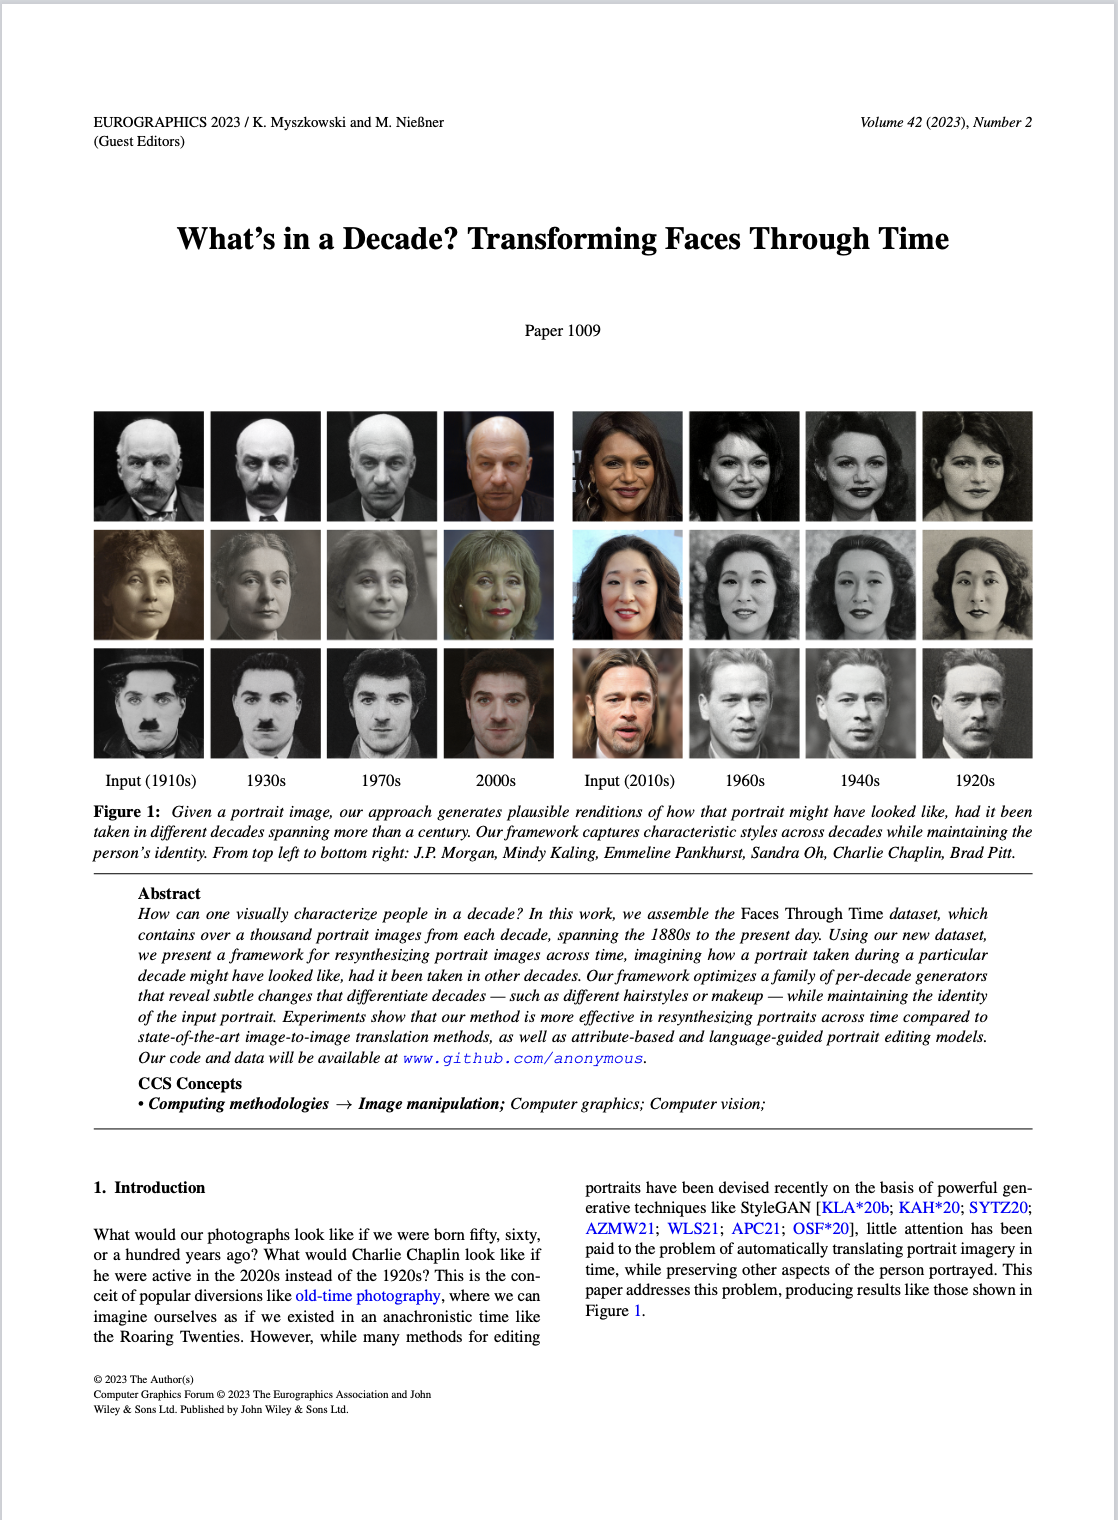 EUROGRAPHICS 2023 / K. Myszkowski and M. Nießner
(Guest Editors)
Volume 42 (2023), Number 2
What’s in a Decade? Transforming Faces Through Time
Paper 1009
Input (1910s) 1930s 1970s 2000s Input (2010s) 1960s 1940s 1920s
Figure 1: Given a portrait image, our approach generates plausible renditions of how that portrait might have looked like, had it been
taken in different decades spanning more than a century. Our framework captures characteristic styles across decades while maintaining the
person’s identity. From top left to bottom right: J.P. Morgan, Mindy Kaling, Emmeline Pankhurst, Sandra Oh, Charlie Chaplin, Brad Pitt.
Abstract
How can one visually characterize people in a decade? In this work, we assemble the Faces Through Time dataset, which
contains over a thousand portrait images from each decade, spanning the 1880s to the present day. Using our new dataset,
we present a framework for resynthesizing portrait images across time, imagining how a portrait taken during a particular
decade might have looked like, had it been taken in other decades. Our framework optimizes a family of per-decade generators
that reveal subtle changes that differentiate decades — such as different hairstyles or makeup — while maintaining the identity
of the input portrait. Experiments show that our method is more effective in resynthesizing portraits across time compared to
state-of-the-art image-to-image translation methods, as well as attribute-based and language-guided portrait editing models.
Our code and data will be available at www.github.com/anonymous.
CCS Concepts
• Computing methodologies → Image manipulation; Computer graphics; Computer vision;
1. Introduction
What would our photographs look like if we were born fifty, sixty,
or a hundred years ago? What would Charlie Chaplin look like if
he were active in the 2020s instead of the 1920s? This is the con-
ceit of popular diversions like old-time photography, where we can
imagine ourselves as if we existed in an anachronistic time like
the Roaring Twenties. However, while many methods for editing
portraits have been devised recently on the basis of powerful gen-
erative techniques like StyleGAN [KLA*20b; KAH*20; SYTZ20;
AZMW21; WLS21; APC21; OSF*20], little attention has been
paid to the problem of automatically translating portrait imagery in
time, while preserving other aspects of the person portrayed. This
paper addresses this problem, producing results like those shown in
Figure 1.
© 2023 The Author(s)
Computer Graphics Forum © 2023 The Eurographics Association and John
Wiley & Sons Ltd. Published by John Wiley & Sons Ltd.